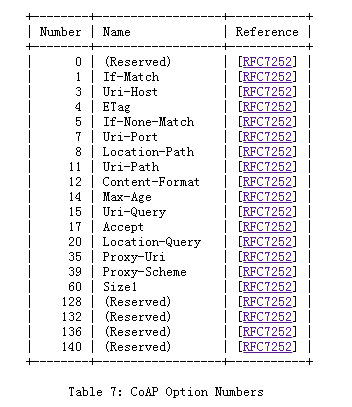 +--------+------------------+-----------+
| Number | Name             | Reference |
+--------+------------------+-----------+
|      0 | (Reserved)       | [RFC7252] |
|      1 | If-Match         | [RFC7252] |
|      3 | Uri-Host         | [RFC7252] |
|      4 | ETag             | [RFC7252] |
|      5 | If-None-Match    | [RFC7252] |
|      7 | Uri-Port         | [RFC7252] |
|      8 | Location-Path    | [RFC7252] |
|     11 | Uri-Path         | [RFC7252] |
|     12 | Content-Format   | [RFC7252] |
|     14 | Max-Age          | [RFC7252] |
|     15 | Uri-Query        | [RFC7252] |
|     17 | Accept           | [RFC7252] |
|     20 | Location-Query   | [RFC7252] |
|     35 | Proxy-Uri        | [RFC7252] |
|     39 | Proxy-Scheme     | [RFC7252] |
|     60 | Size1            | [RFC7252] |
|    128 | (Reserved)       | [RFC7252] |
|    132 | (Reserved)       | [RFC7252] |
|    136 | (Reserved)       | [RFC7252] |
|    140 | (Reserved)       | [RFC7252] |
+--------+------------------+-----------+
Table 7: CoAP Option Numbers